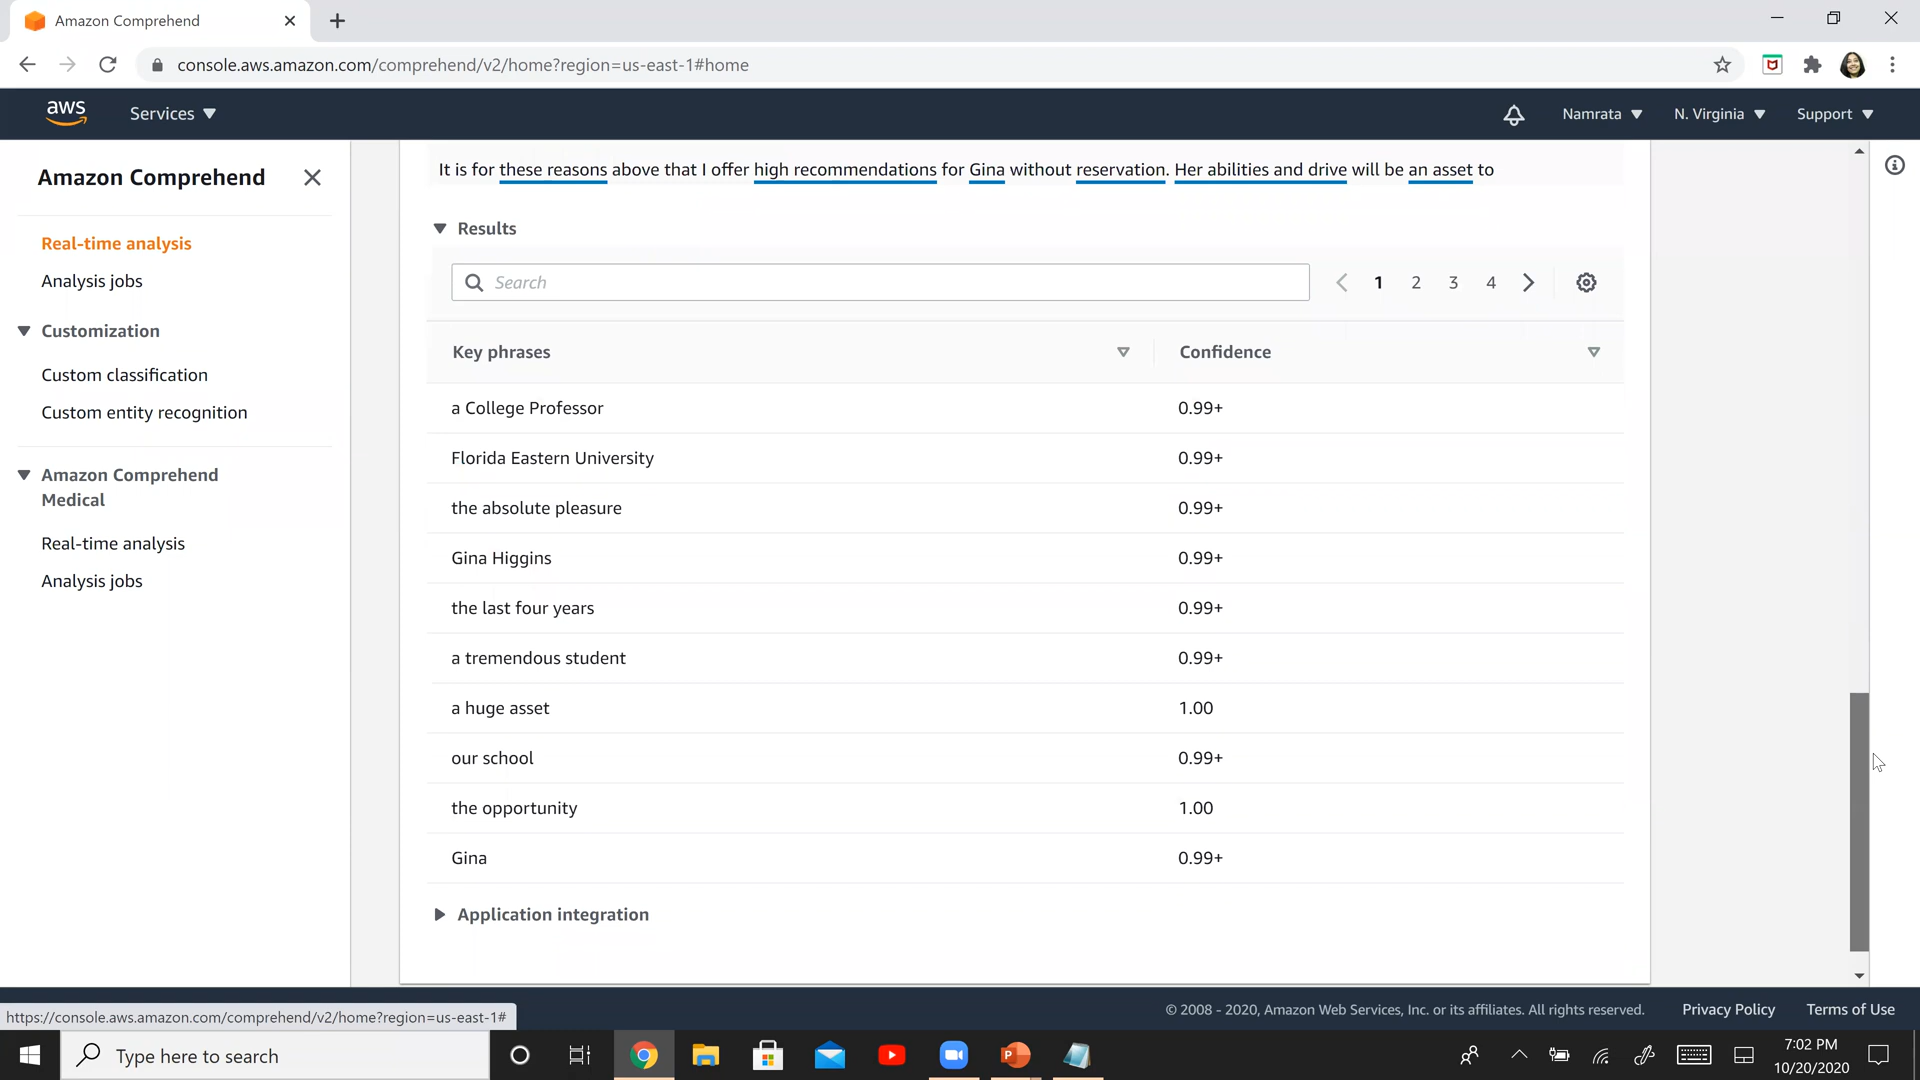 Amazon Comprehend
console.aws.amazon.com/comprehend/v2/home?region=us-east-1#home
aws
Services
Namrata
N. Virginia
Support
Amazon Comprehend
Real-time analysis
Analysis jobs
Customization
Custom classification
Custom entity recognition
Amazon Comprehend
Medical
Real-time analysis
Analysis jobs
It is for these reasons above that I offer high recommendations for Gina without reservation. Her abilities and drive will be an asset to
Results
Search
1 2 3 4
Key phrases Confidence
a College Professor 0.99+
Florida Eastern University 0.99+
the absolute pleasure 0.99+
Gina Higgins 0.99+
the last four years 0.99+
a tremendous student 0.99+
a huge asset 1.00
our school 0.99+
the opportunity 1.00
Gina 0.99+
Application integration
https://console.aws.amazon.com/comprehend/v2/home?region=us-east-1#
© 2008 - 2020, Amazon Web Services, Inc. or its affiliates. All rights reserved.
Privacy Policy
Terms of Use
Type here to search
7:02 PM
10/20/2020